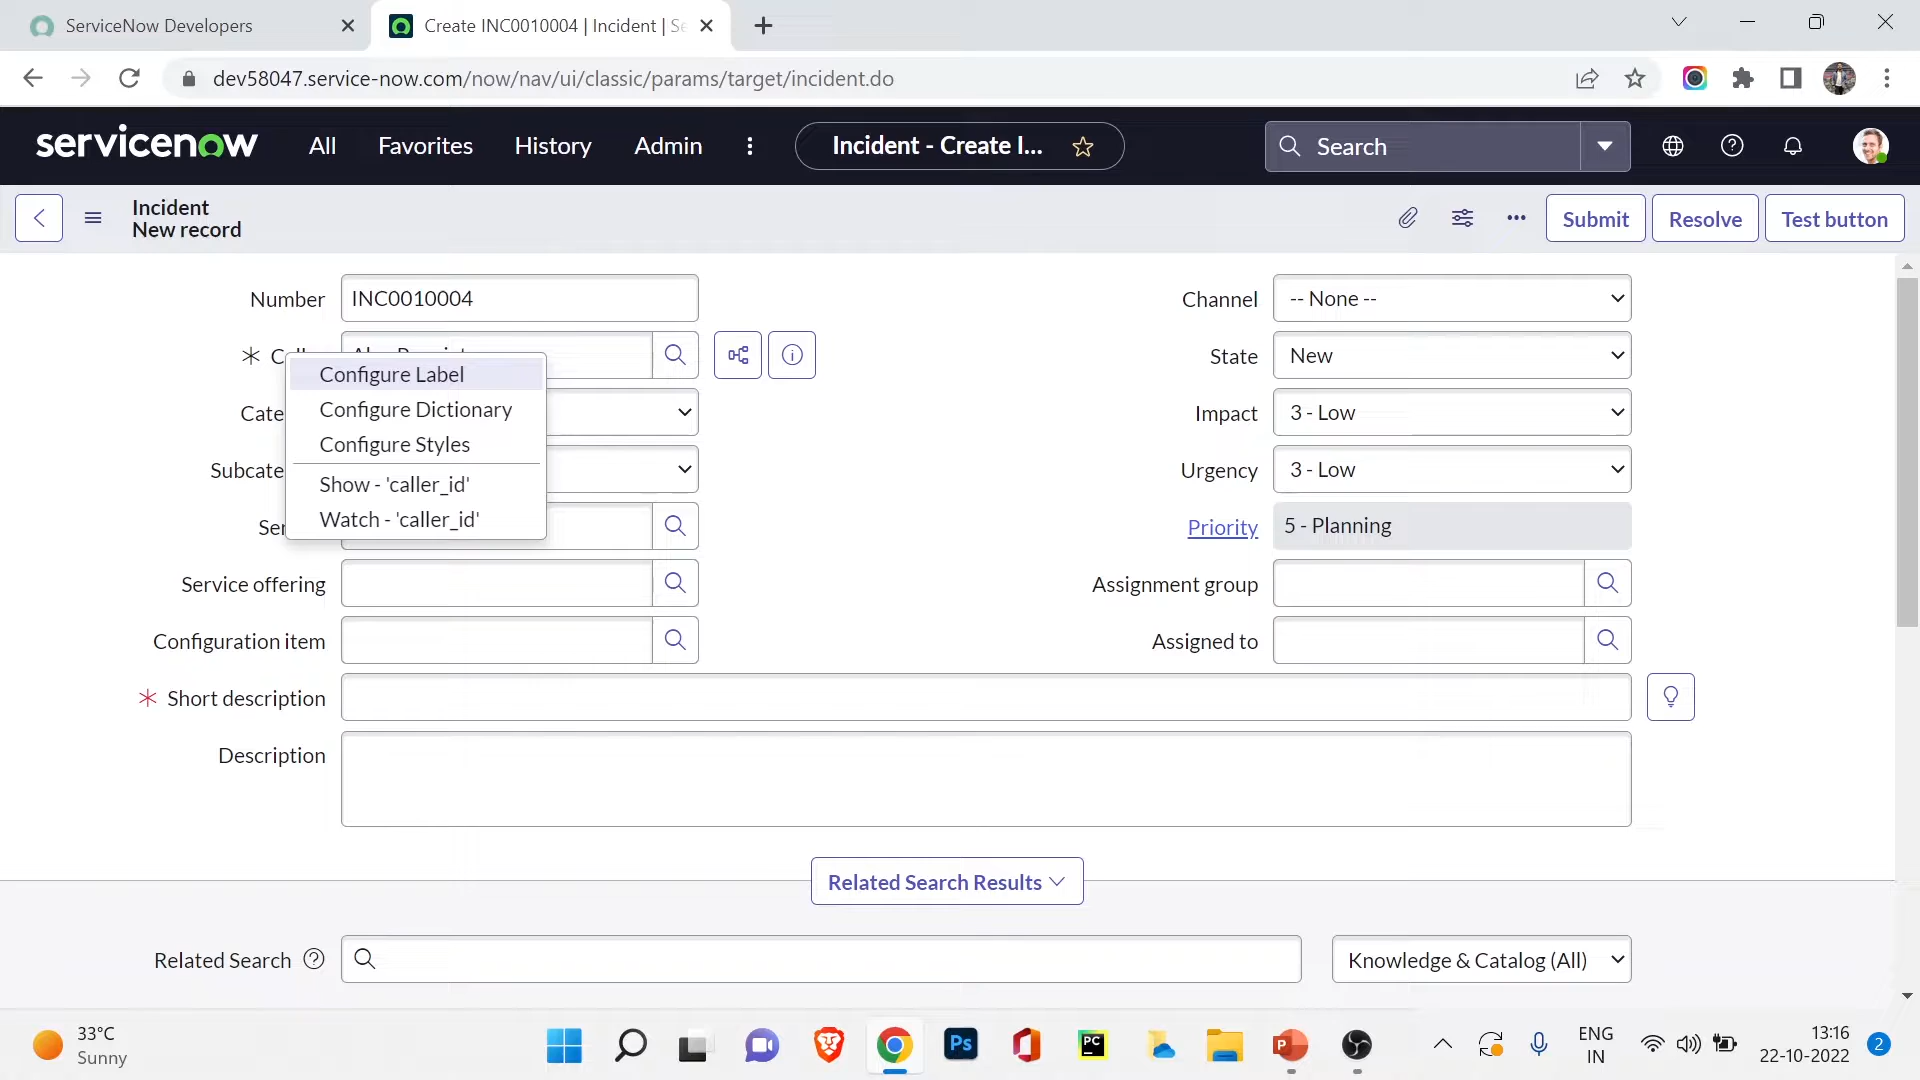 ServiceNow Developers
Create INC0010004 | Incident | Se
dev58047.service-now.com/now/nav/ui/classic/params/target/incident.do
servicenow
All
Favorites
History
Admin
Incident - Create I...
Search
Incident
New record
Submit
Resolve
Test button
Number
INC0010004
Channel
-- None --
State
New
Configure Label
Configure Dictionary
Configure Styles
Show - 'caller_id'
Watch - 'caller_id'
Cate
Impact
3 - Low
Subcate
Urgency
3 - Low
Ser
Priority
5 - Planning
Service offering
Assignment group
Configuration item
Assigned to
Short description
Description
Related Search Results
Related Search
Knowledge & Catalog (All)
33°C
Sunny
Ps
PC
P
ENG
IN
13:16
22-10-2022
2